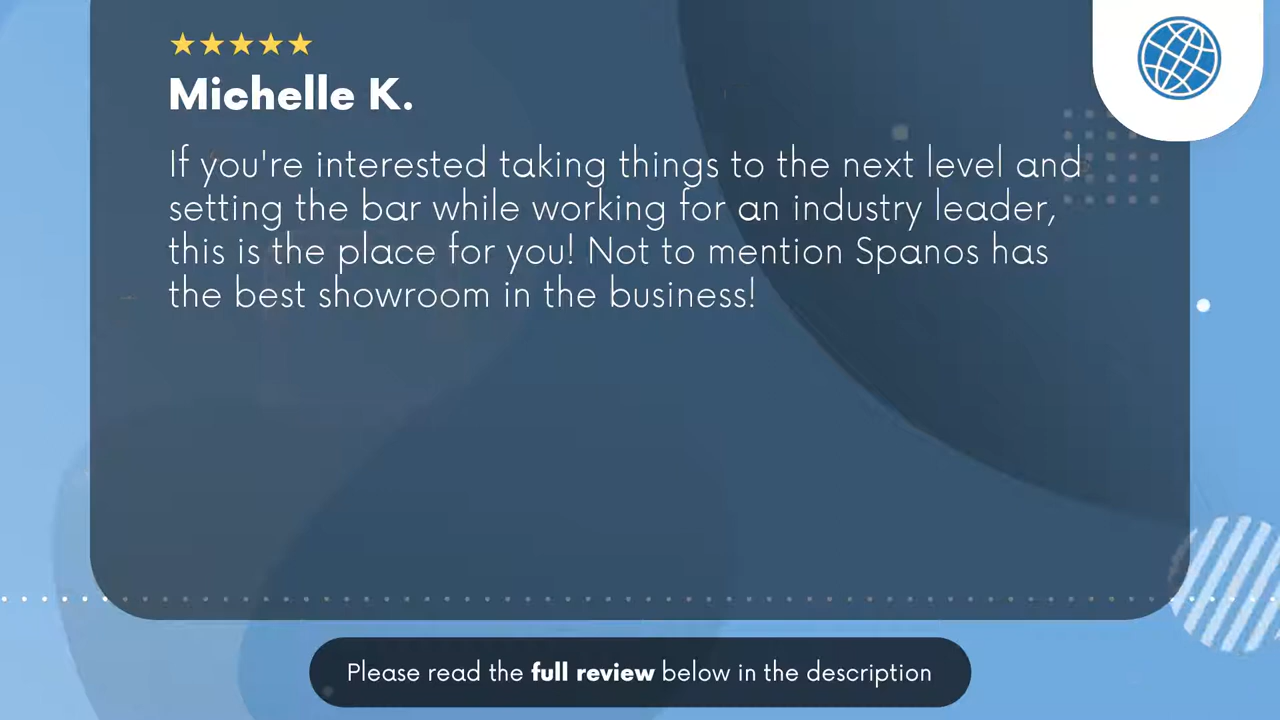 Michelle K.
If you're interested taking things to the next level and
setting the bar while working for an industry leader,
this is the place for you! Not to mention Spanos has
the best showroom in the business!
Please read the full review below in the description